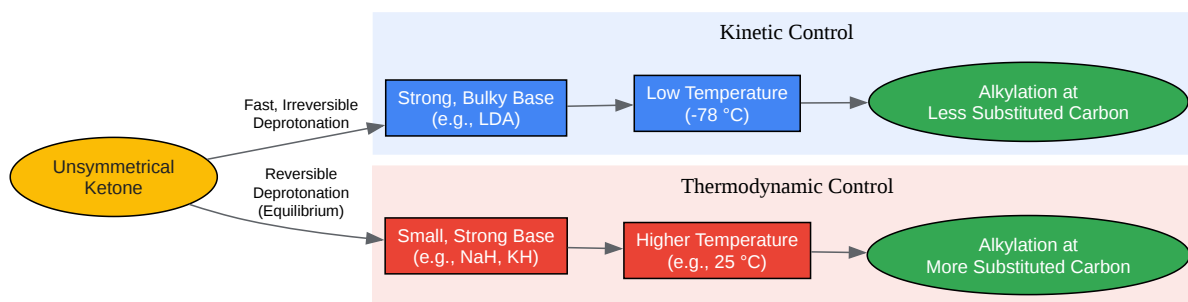 Kinetic Control
Fast, Irreversible
Deprotonation
Strong, Bulky Base
(e.g., LDA)
Low Temperature
(-78 °C)
Alkylation at
Less Substituted Carbon
Unsymmetrical
Ketone
Reversible
Deprotonation
(Equilibrium)
Thermodynamic Control
Small, Strong Base
(e.g., NaH, KH)
Higher Temperature
(e.g., 25 °C)
Alkylation at
More Substituted Carbon